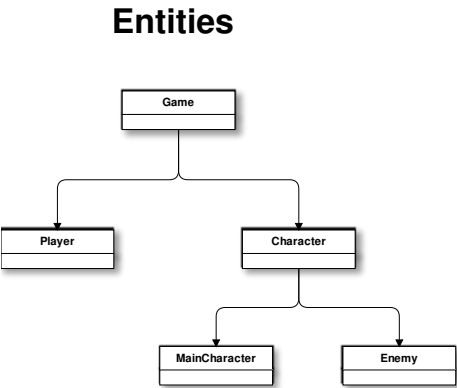 Entities
Game
Player
Character
MainCharacter
Enemy